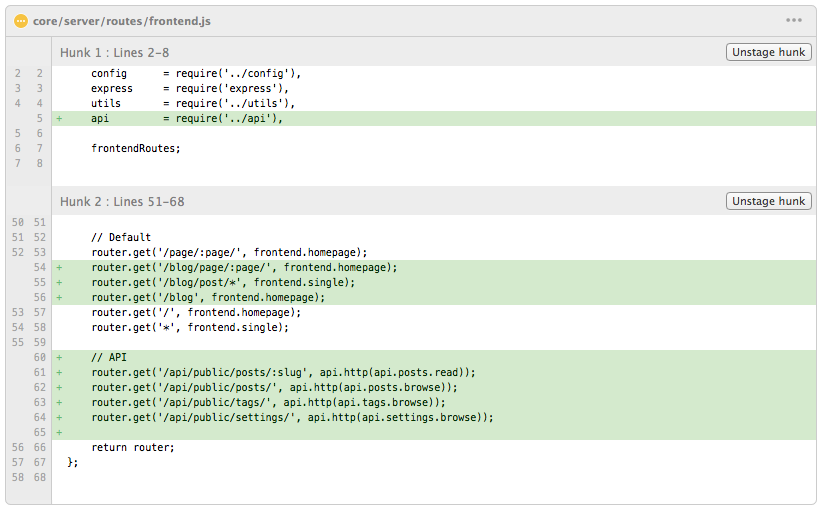 core/server/routes/frontend.js
Hunk 1 : Lines 2-8
Unstage hunk
2 2 config = require('../config'),
3 3 express = require('express'),
4 4 utils = require('../utils'),
5 + api = require('../api'),
5 6
6 7 frontendRoutes;
7 8
Hunk 2 : Lines 51-68
Unstage hunk
50 51
51 52 // Default
52 53 router.get('/page/:page/', frontend.homepage);
54 + router.get('/blog/page/:page/', frontend.homepage);
55 + router.get('/blog/post/*', frontend.single);
56 + router.get('/blog', frontend.homepage);
53 57 router.get('/', frontend.homepage);
54 58 router.get('*', frontend.single);
55 59
60 + // API
61 + router.get('/api/public/posts/:slug', api.http(api.posts.read));
62 + router.get('/api/public/posts/', api.http(api.posts.browse));
63 + router.get('/api/public/tags/', api.http(api.tags.browse));
64 + router.get('/api/public/settings/', api.http(api.settings.browse));
65 +
56 66 return router;
57 67 };
58 68